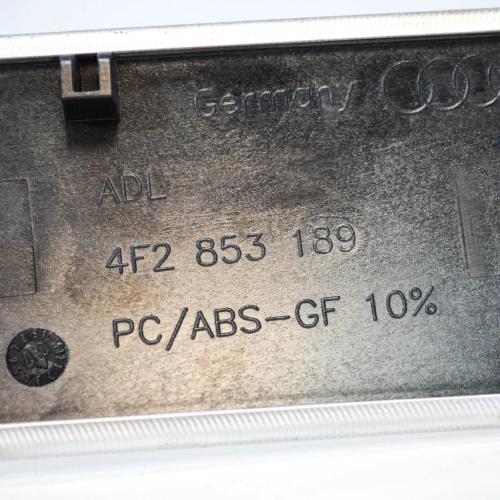 Germany
ADL
4F2 853 189
PC/ABS-GF 10%